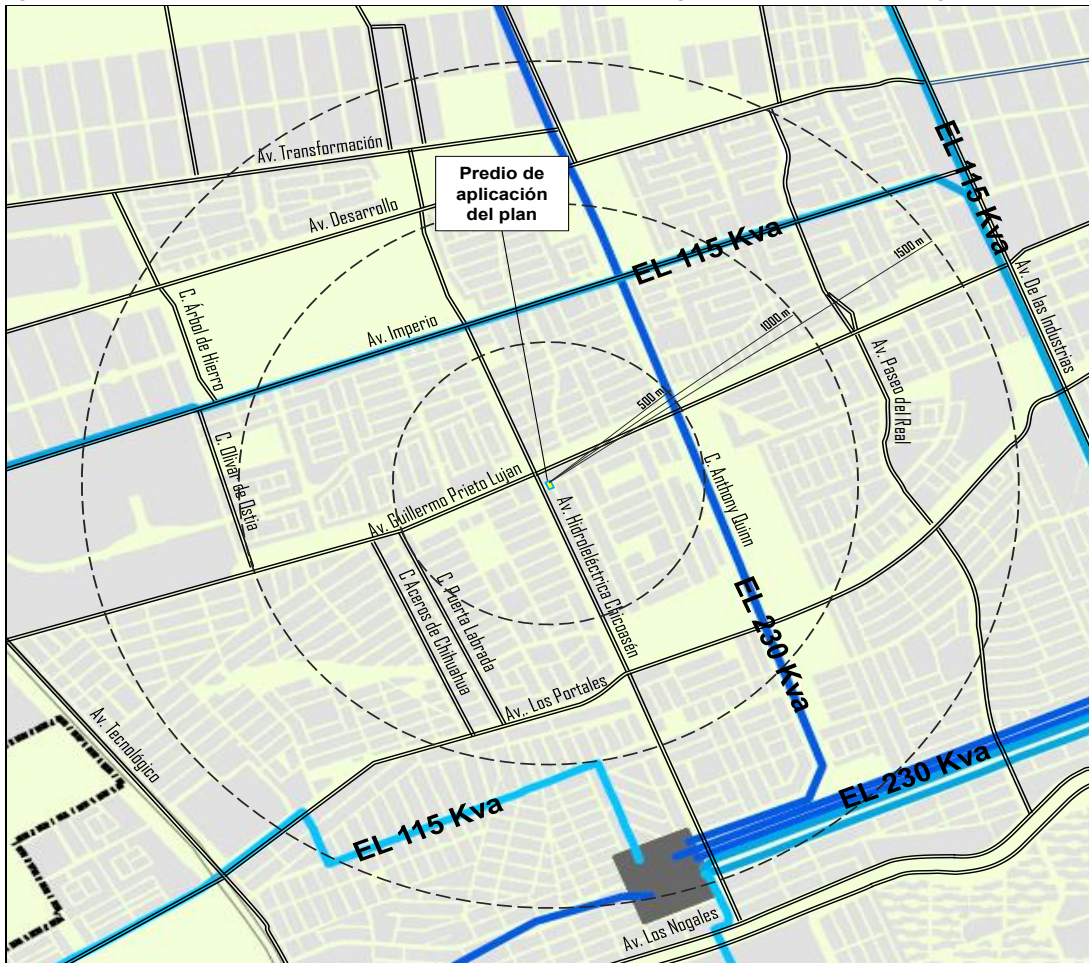 Av. Transformación
Predio de
aplicación
del plan
Av. Desarrollo
EL 115 Kva
EL 115 Kva
1500 m
C. Árbol de Hierro
Av. Imperio
1000 m
Av. De las Industrias
Av. Paseo del Real
500 m
C. Olivar de Ostia
Av. Guillermo Prieto Lujan
C. Anthony Quinn
Av. Hidroleléctrica Chicoasén
C. Puerta Labrada
C Aceros de Chihuahua
EL 230 Kva
Av.. Los Portales
Av. Tecnológico
EL 230 Kva
EL 115 Kva
Av. Los Nogales